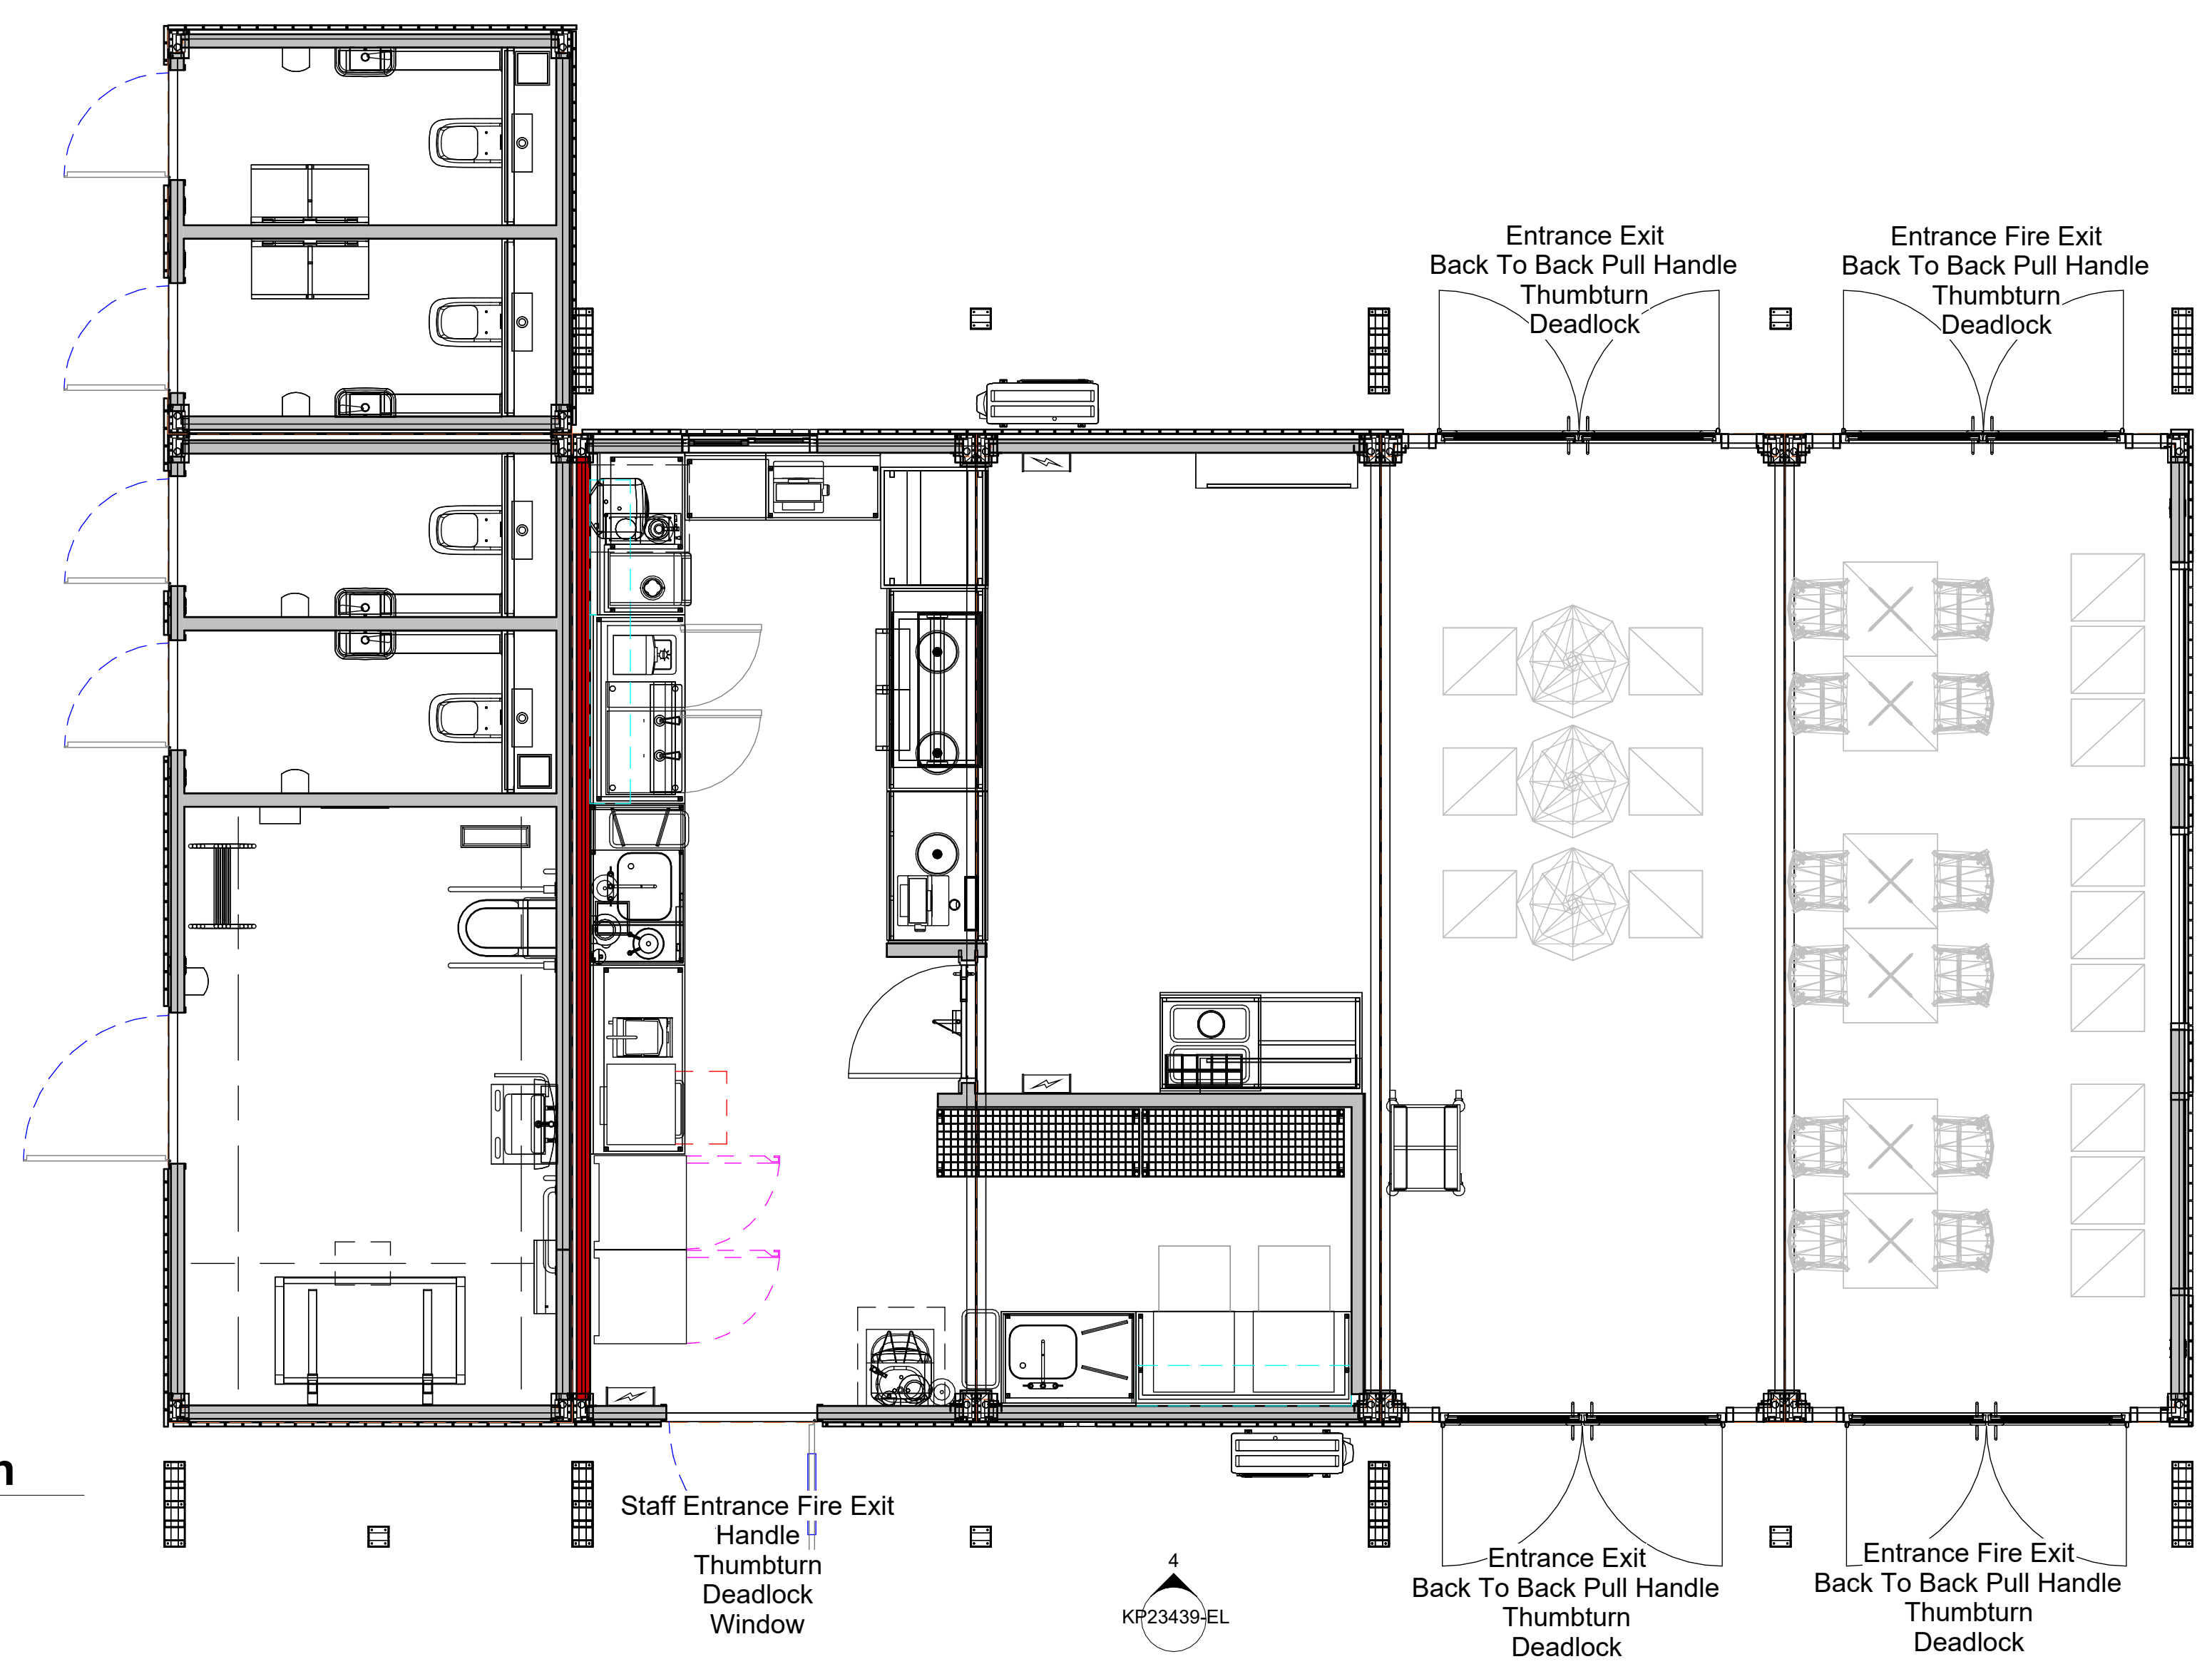 Entrance Exit
Back To Back Pull Handle
Thumbturn
Deadlock
Entrance Fire Exit
Back To Back Pull Handle
Thumbturn
Deadlock
n
Staff Entrance Fire Exit
Handle
Thumbturn
Deadlock
Window
4
KP23439-EL
Entrance Exit
Back To Back Pull Handle
Thumbturn
Deadlock
Entrance Fire Exit
Back To Back Pull Handle
Thumbturn
Deadlock